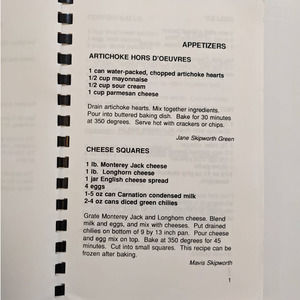 APPETIZERS
ARTICHOKE HORS D'OEUVRES
1 can water-packed, chopped artichoke hearts
1/2 cup mayonnaise
1/2 cup sour cream
1 cup parmesan cheese
Drain artichoke hearts. Mix together ingredients.
Pour into buttered baking dish. Bake for 30 minutes
at 350 degrees. Serve hot with crackers or chips.
Jane Skipworth Green
CHEESE SQUARES
1 lb. Monterey Jack cheese
1 lb. Longhorn cheese
1 jar English cheese spread
4 eggs
1-5 oz can Carnation condensed milk
2-4 oz cans diced green chilies
Grate Monterey Jack and Longhorn cheese. Blend
milk and eggs, and mix with cheeses. Put drained
chilies on bottom of 9 by 13 inch pan. Pour cheese
and egg mix on top. Bake at 350 degrees for 45
minutes. Cut into small squares. This recipe can be
frozen after baking.
Mavis Skipworth
1